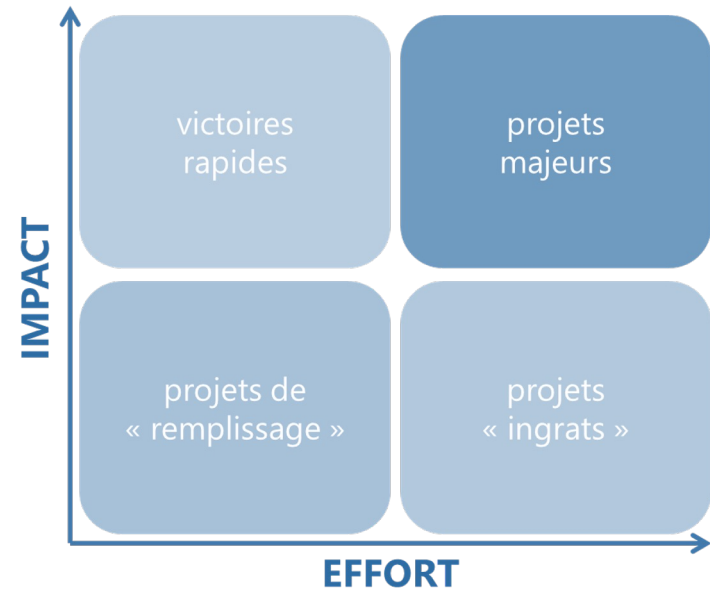 victoires
rapides
projets
majeurs
IMPACT
projets de
« remplissage »
projets
« ingrats »
EFFORT